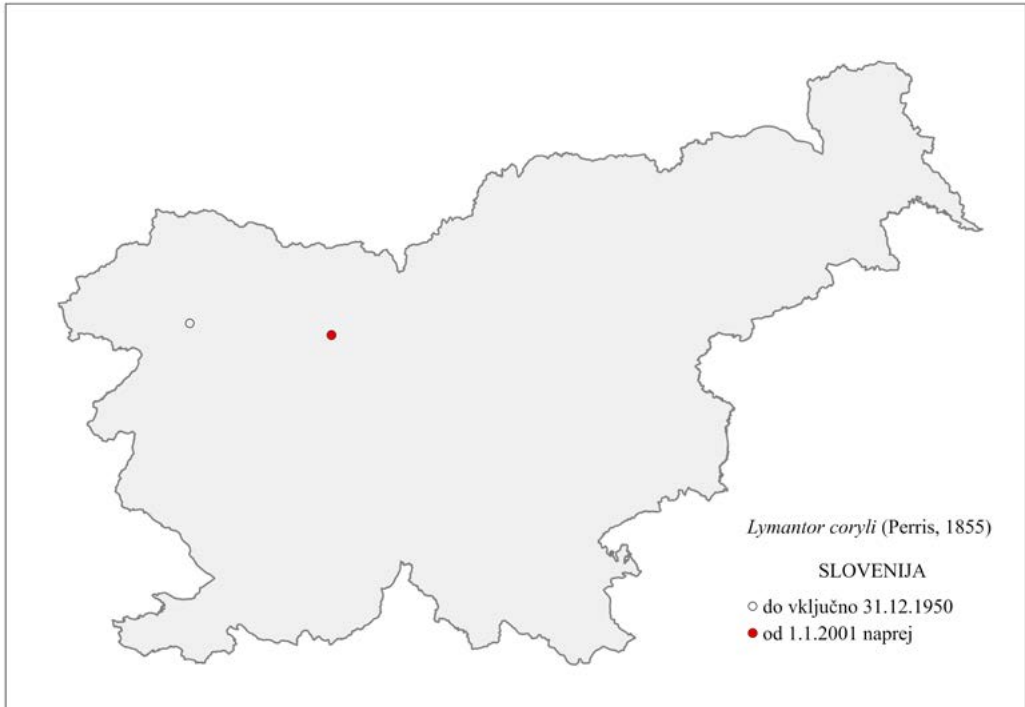 Lymantor coryli (Perris, 1855)
SLOVENIJA
do vključno 31.12.1950
od 1.1.2001 naprej